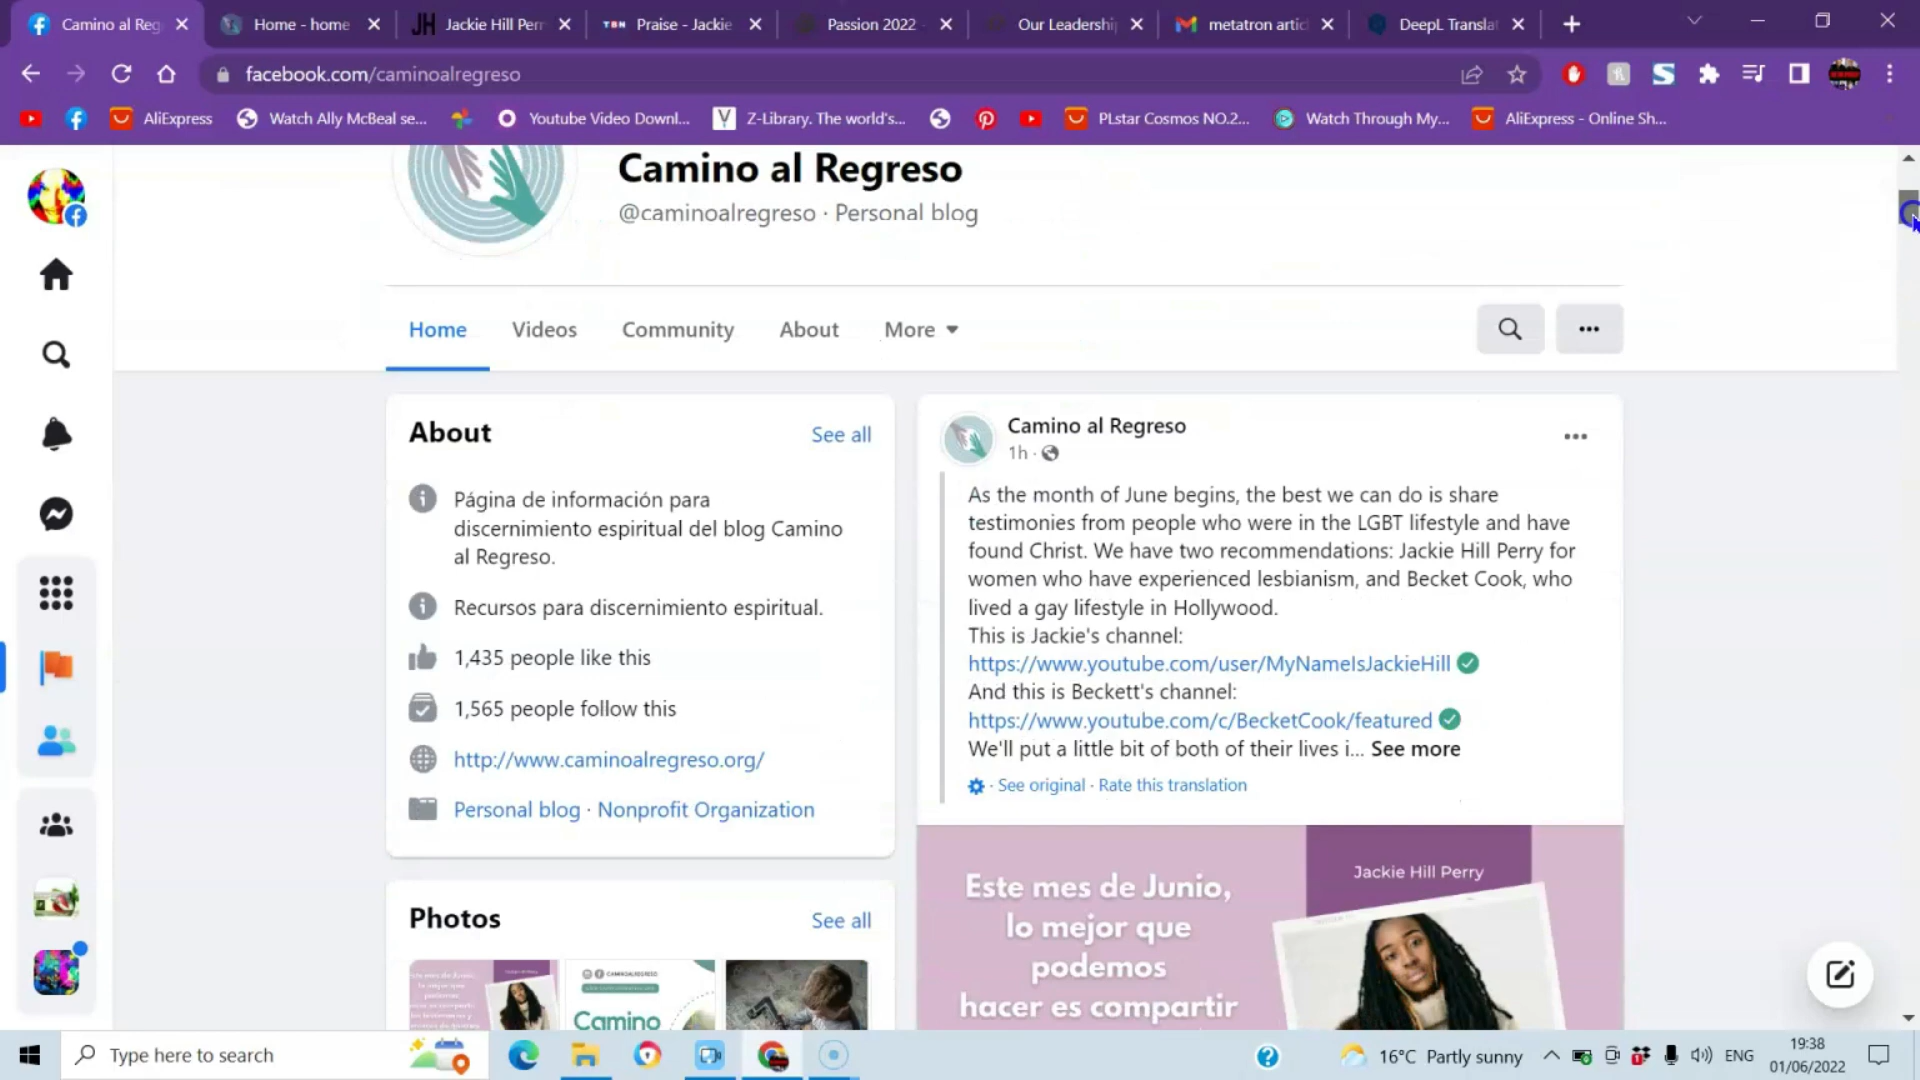 Camino al Reg
Home - home
JH Jackie Hill Perr
TBN Praise - Jackie
Passion 2022
Our Leadershi
metatron artic
DeepL Translat
facebook.com/caminoalregreso
AliExpress
Watch Ally McBeal se...
Youtube Video Downl...
Z-Library. The world's...
PLstar Cosmos NO.2...
Watch Through My...
AliExpress - Online Sh...
Camino al Regreso
@caminoalregreso · Personal blog
Home
Videos
Community
About
More
About
See all
Página de información para
discernimiento espiritual del blog Camino
al Regreso.
Recursos para discernimiento espiritual.
1,435 people like this
1,565 people follow this
http://www.caminoalregreso.org/
Personal blog · Nonprofit Organization
Photos
See all
Camino
Camino al Regreso
1h ·
As the month of June begins, the best we can do is share
testimonies from people who were in the LGBT lifestyle and have
found Christ. We have two recommendations: Jackie Hill Perry for
women who have experienced lesbianism, and Becket Cook, who
lived a gay lifestyle in Hollywood.
This is Jackie's channel:
https://www.youtube.com/user/MyNameIsJackieHill
And this is Beckett's channel:
https://www.youtube.com/c/BecketCook/featured
We'll put a little bit of both of their lives i... See more
· See original · Rate this translation
Este mes de Junio,
lo mejor que
podemos
hacer es compartir
Jackie Hill Perry
Type here to search
16°C Partly sunny
ENG
19:38
01/06/2022